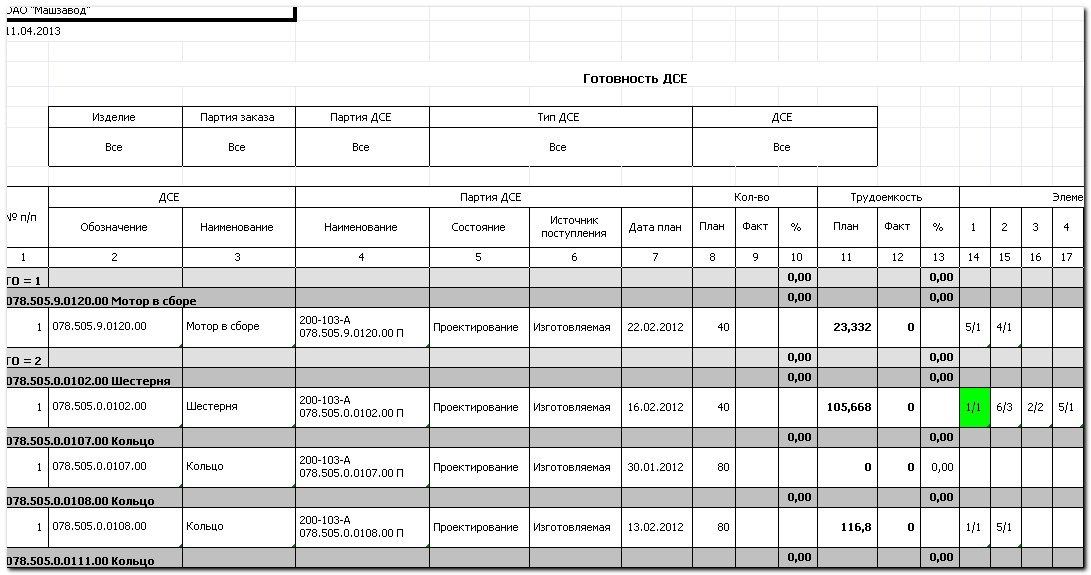 ОАО "Машзавод"
11.04.2013
Готовность ДСЕ
Изделие Партия заказа Партия ДСЕ Тип ДСЕ ДСЕ
Все Все Все Все Все
№ п/п ДСЕ Партия ДСЕ Кол-во Трудоемкость Элеме
Обозначение Наименование Наименование Состояние Источник поступления Дата план План Факт % План Факт % 1 2 3 4
1 2 3 4 5 6 7 8 9 10 11 12 13 14 15 16 17
ТО = 1 0,00 0,00
078.505.9.0120.00 Мотор в сборе 0,00 0,00
1 078.505.9.0120.00 Мотор в сборе 200-103-А
078.505.9.0120.00 П Проектирование Изготовляемая 22.02.2012 40 23,332 0 5/1 4/1
ТО = 2 0,00 0,00
078.505.0.0102.00 Шестерня 0,00 0,00
1 078.505.0.0102.00 Шестерня 200-103-А
078.505.0.0102.00 П Проектирование Изготовляемая 16.02.2012 40 105,668 0 1/1 6/3 2/2 5/1
078.505.0.0107.00 Кольцо 0,00 0,00
1 078.505.0.0107.00 Кольцо 200-103-А
078.505.0.0107.00 П Проектирование Изготовляемая 30.01.2012 80 0 0 0,00
078.505.0.0108.00 Кольцо 0,00 0,00
1 078.505.0.0108.00 Кольцо 200-103-А
078.505.0.0108.00 П Проектирование Изготовляемая 13.02.2012 80 116,8 0 1/1 5/1
078.505.0.0111.00 Кольцо 0,00 0,00